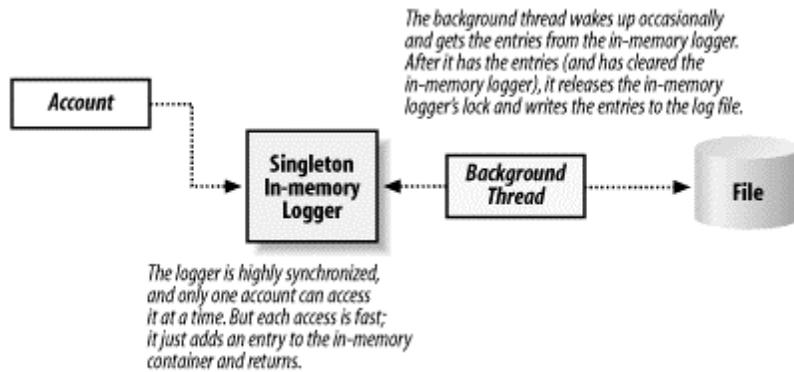 The background thread wakes up occasionally
and gets the entries from the in-memory logger.
After it has the entries (and has cleared the
in-memory logger), it releases the in-memory
logger's lock and writes the entries to the log file.
Account
Singleton
In-memory
Logger
Background
Thread
File
The logger is highly synchronized,
and only one account can access
it at a time. But each access is fast;
it just adds an entry to the in-memory
container and returns.